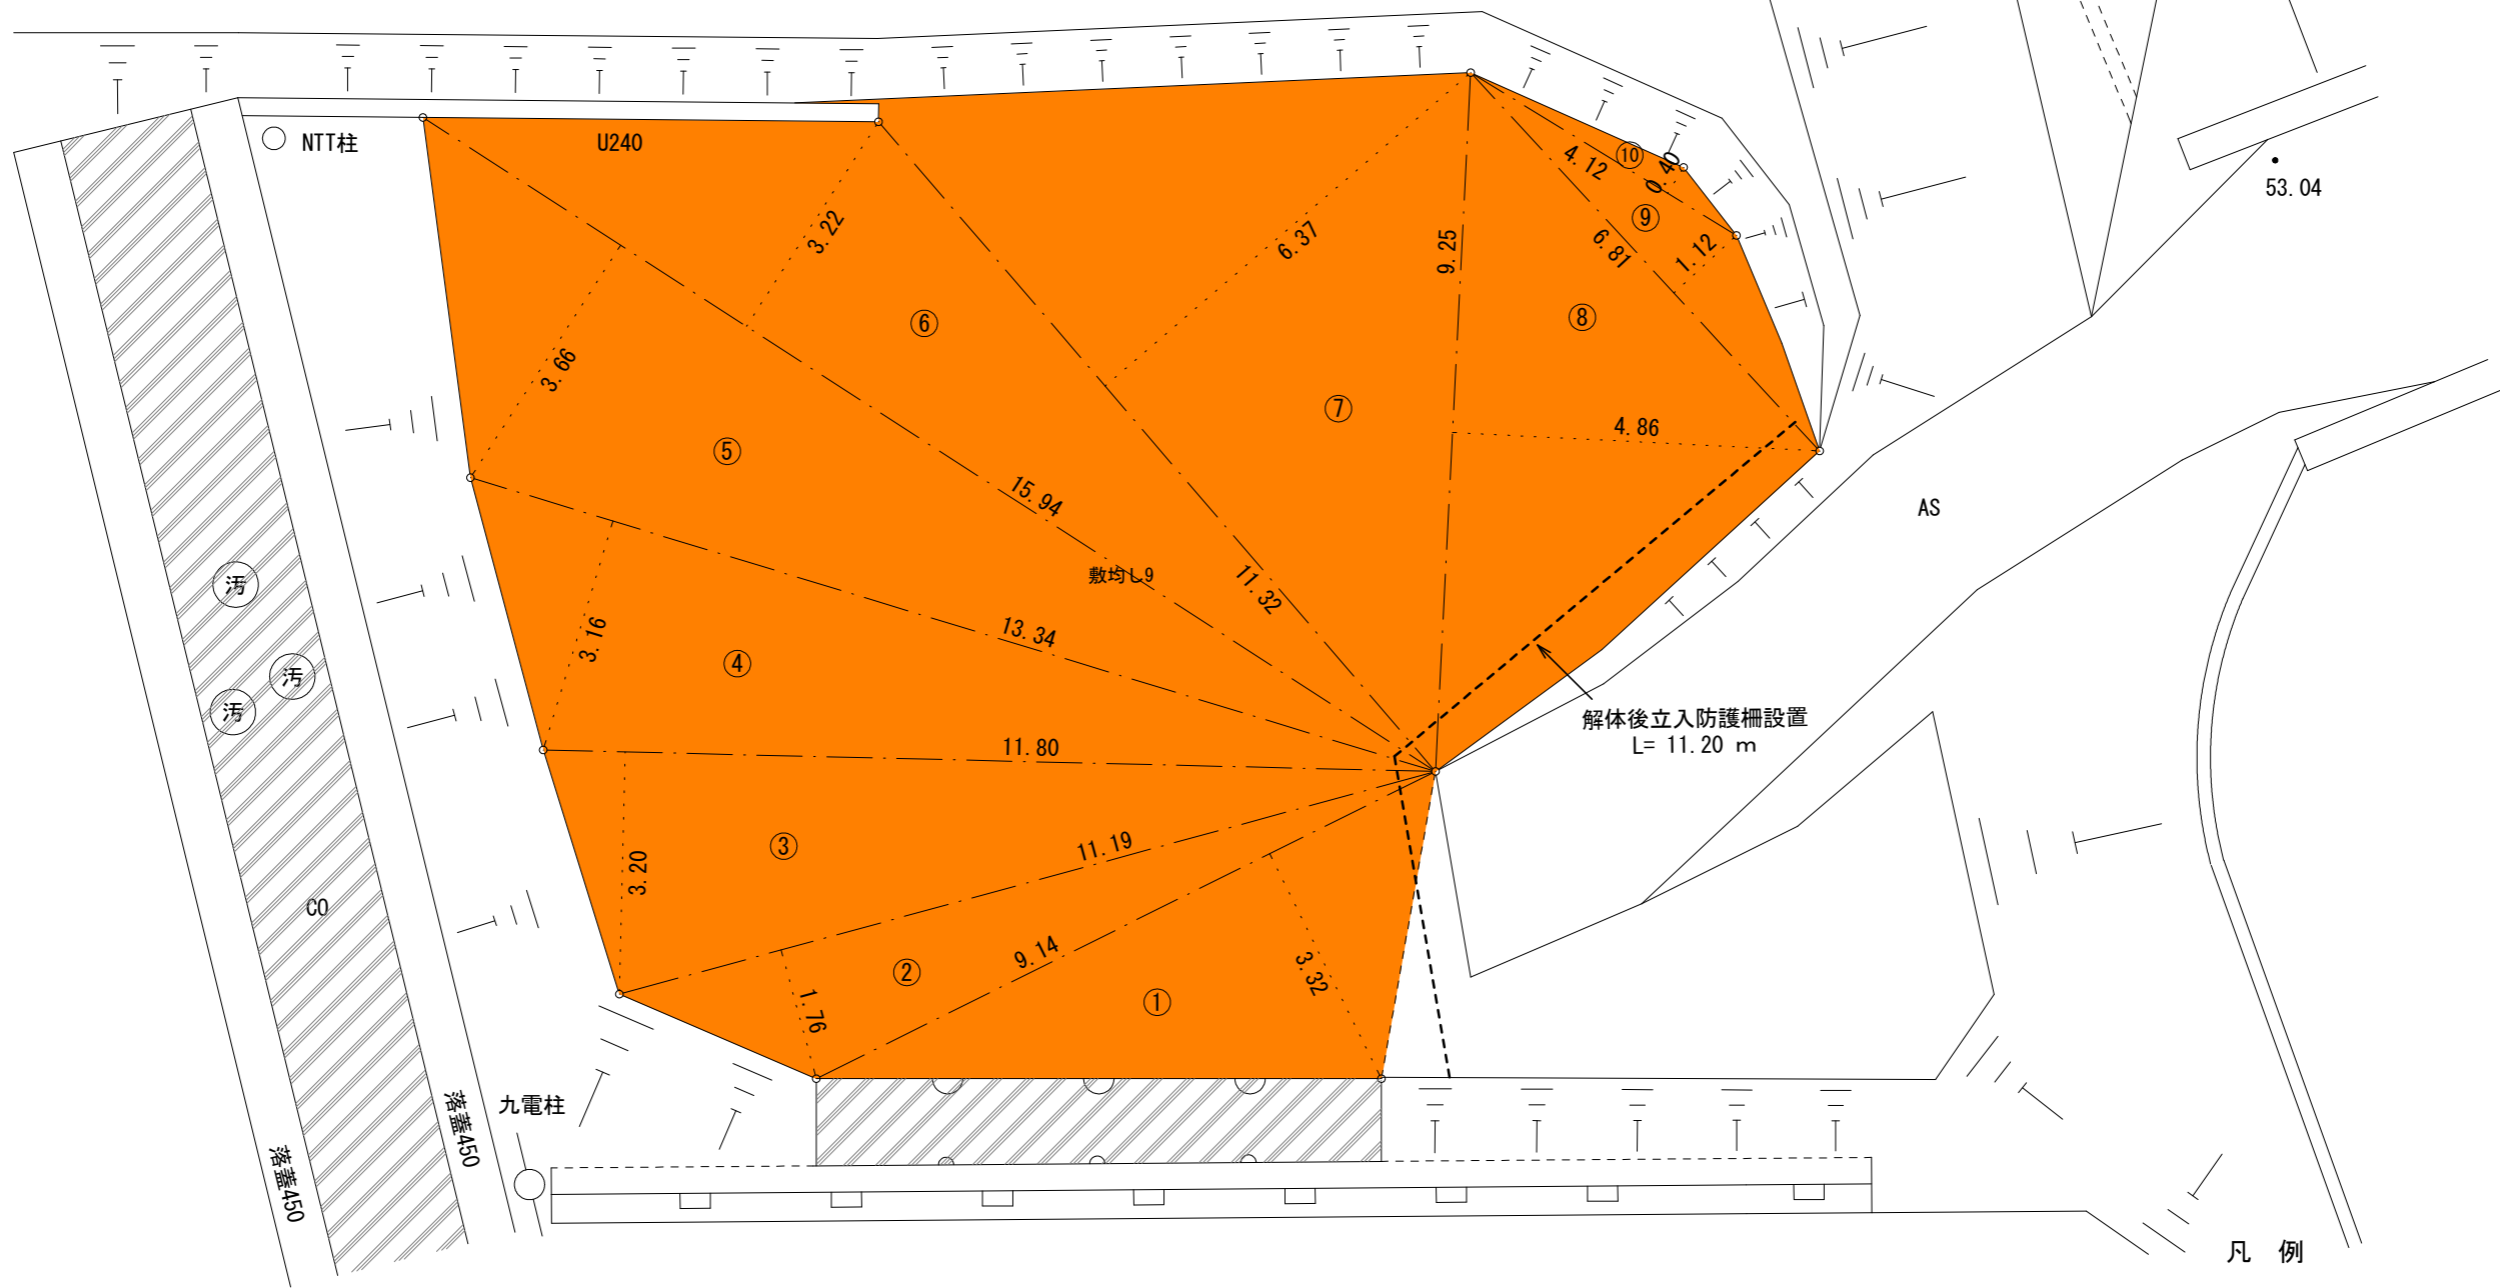 NTT柱
U240
53.04
⑩
4.12
0.40
⑨
3.22
6.37
9.25
6.81
1.12
⑥
⑧
3.66
⑦
4.86
⑤
15.94
AS
敷均し9
11.32
汚
3.16
13.34
④
汚
汚
11.80
解体後立入防護柵設置
L= 11.20 m
③
11.19
3.20
CO
9.14
②
3.32
①
1.76
九電柱
落蓋450
落蓋450
凡 例